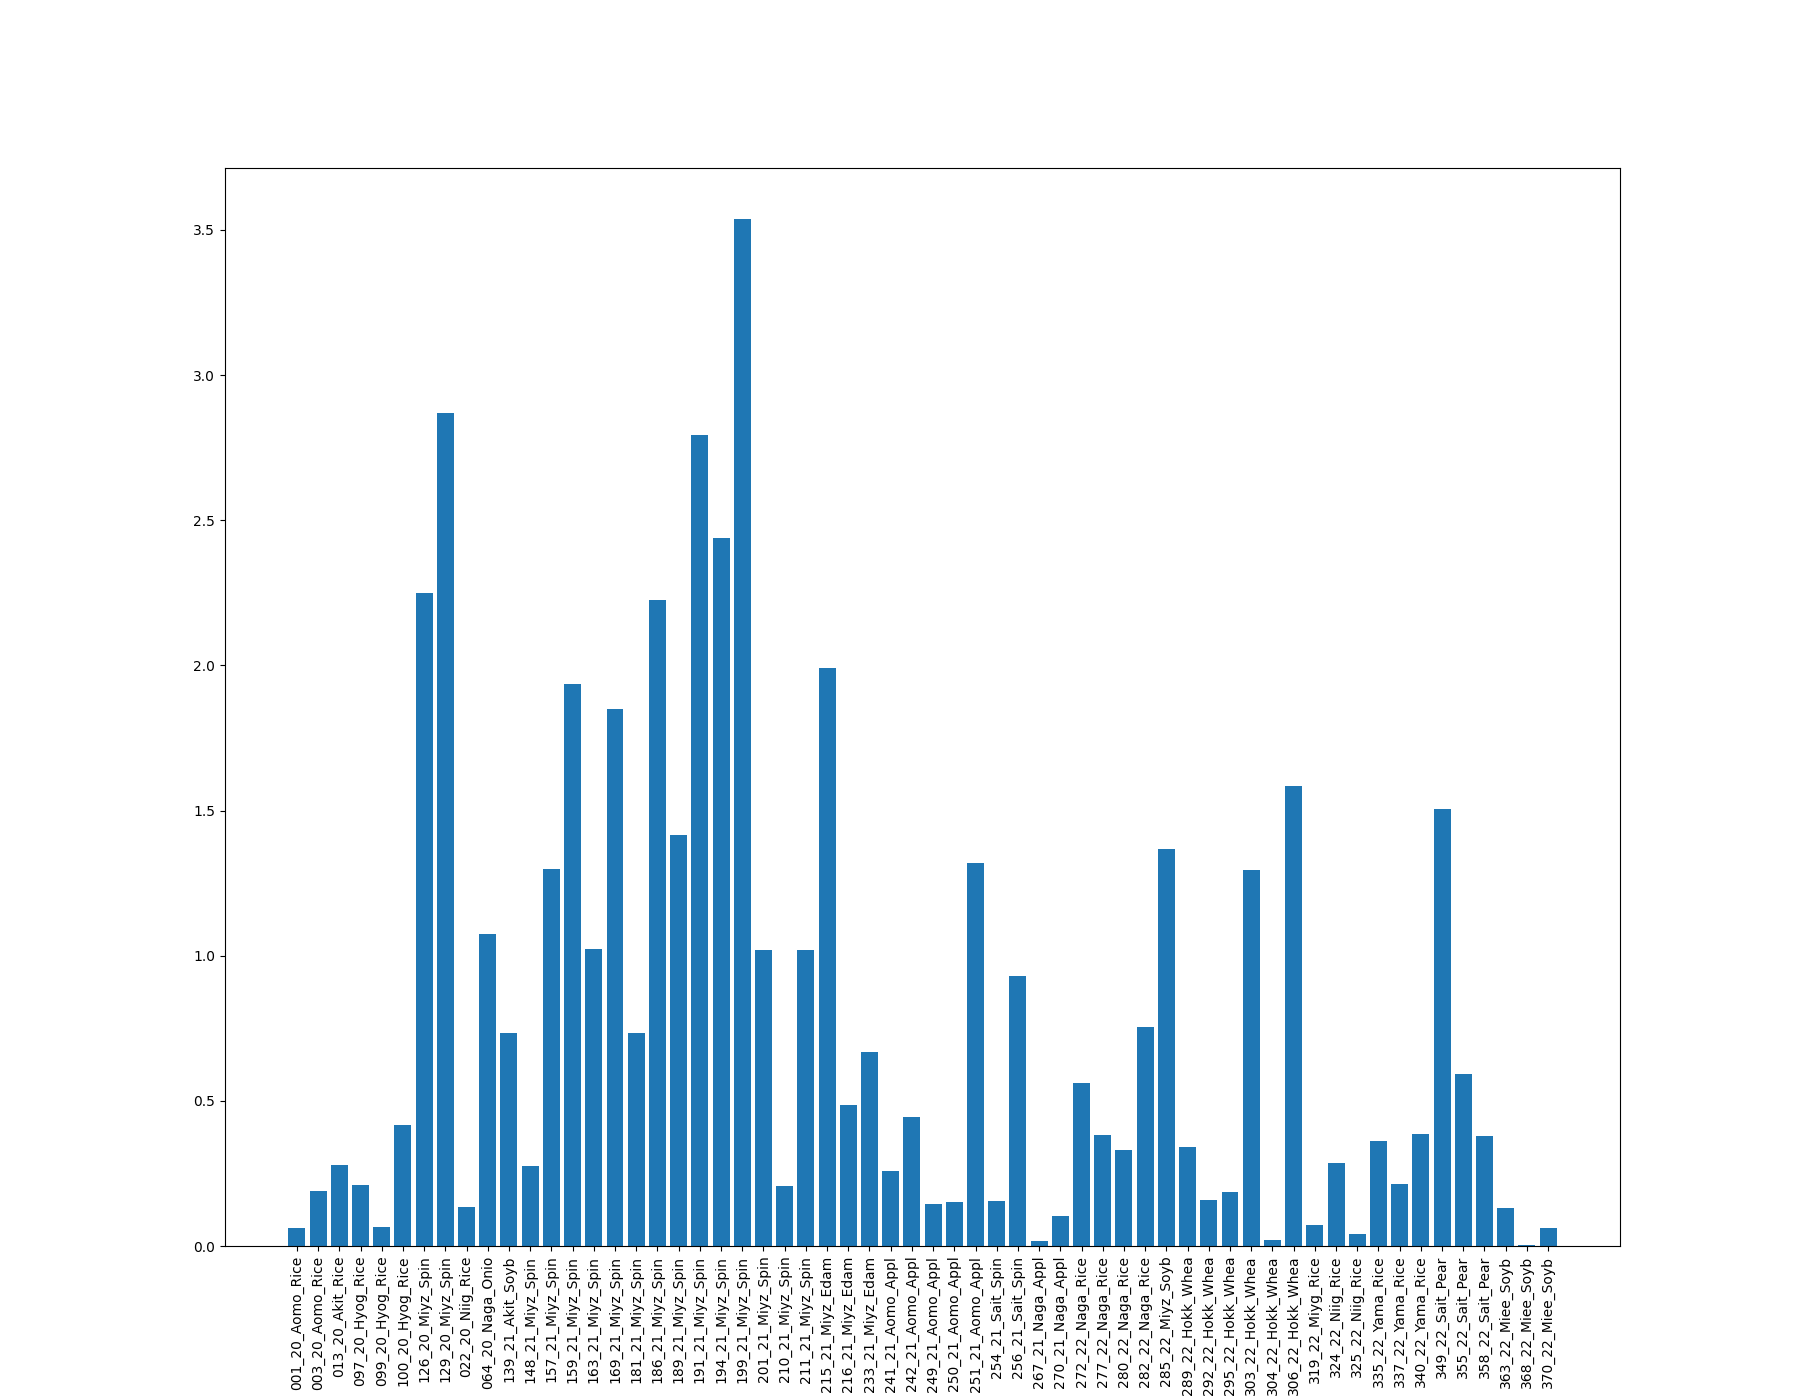 3.5
3.0
2.5
2.0
1.5
1.0
0.5
0.0
001_20_Aomo_Rice
003_20_Aomo_Rice
013_20_Akit_Rice
097_20_Hyog_Rice
099_20_Hyog_Rice
100_20_Hyog_Rice
126_20_Miyz_Spin
129_20_Miyz_Spin
022_20_Niig_Rice
064_20_Naga_Onio
139_21_Akit_Soyb
148_21_Miyz_Spin
157_21_Miyz_Spin
159_21_Miyz_Spin
163_21_Miyz_Spin
169_21_Miyz_Spin
181_21_Miyz_Spin
186_21_Miyz_Spin
189_21_Miyz_Spin
191_21_Miyz_Spin
194_21_Miyz_Spin
199_21_Miyz_Spin
201_21_Miyz_Spin
210_21_Miyz_Spin
211_21_Miyz_Spin
215_21_Miyz_Edam
216_21_Miyz_Edam
233_21_Miyz_Edam
241_21_Aomo_Appl
242_21_Aomo_Appl
249_21_Aomo_Appl
250_21_Aomo_Appl
251_21_Aomo_Appl
254_21_Sait_Spin
256_21_Sait_Spin
267_21_Naga_Appl
270_21_Naga_Appl
272_22_Naga_Rice
277_22_Naga_Rice
280_22_Naga_Rice
282_22_Naga_Rice
285_22_Miyz_Soyb
289_22_Hokk_Whea
292_22_Hokk_Whea
295_22_Hokk_Whea
303_22_Hokk_Whea
304_22_Hokk_Whea
306_22_Hokk_Whea
319_22_Miyg_Rice
324_22_Niig_Rice
325_22_Niig_Rice
335_22_Yama_Rice
337_22_Yama_Rice
340_22_Yama_Rice
349_22_Sait_Pear
355_22_Sait_Pear
358_22_Sait_Pear
363_22_Miee_Soyb
368_22_Miee_Soyb
370_22_Miee_Soyb